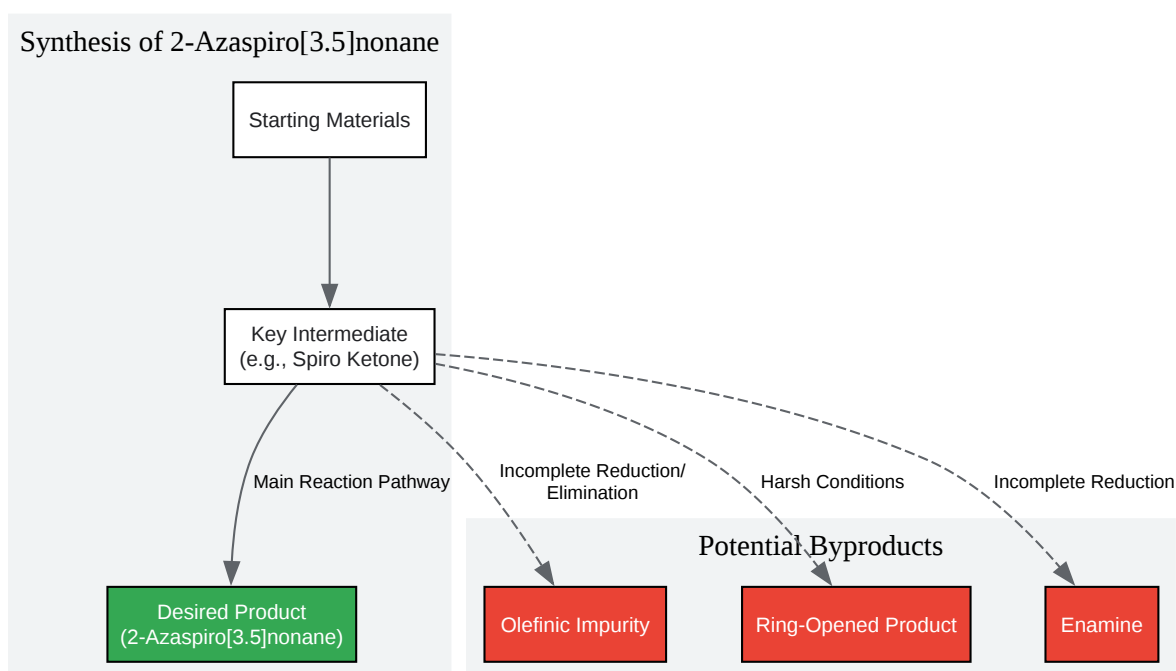 Synthesis of 2-Azaspiro[3.5]nonane
Starting Materials
Key Intermediate
(e.g., Spiro Ketone)
Main Reaction Pathway
Incomplete Reduction/
Elimination
Harsh Conditions
Incomplete Reduction
Potential Byproducts
Desired Product
(2-Azaspiro[3.5]nonane)
Olefinic Impurity
Ring-Opened Product
Enamine